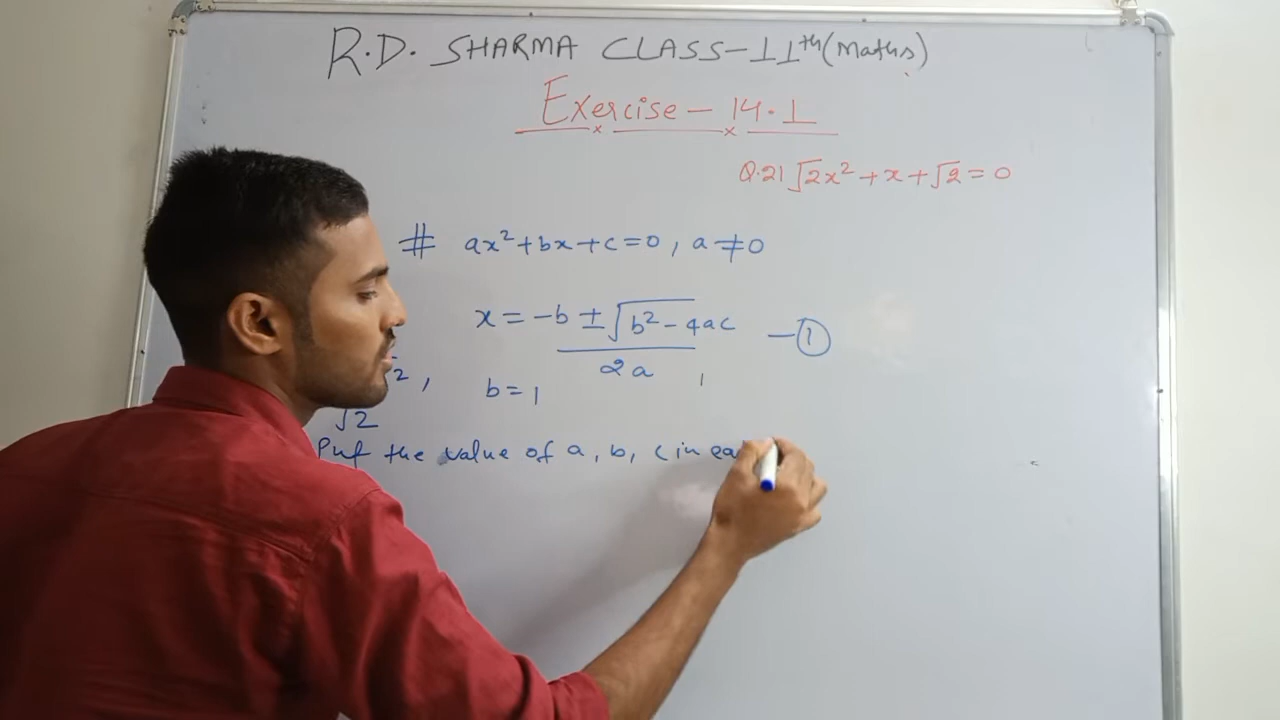 R.D. SHARMA CLASS-11th (Maths)
Exercise - 14.1
Q.21 √2x² + x + √2 = 0
# ax² + bx + c = 0, a ≠ 0
x = -b ± √b² - 4ac - ①
2a
2, b = 1
√2
Put the value of a, b, c in